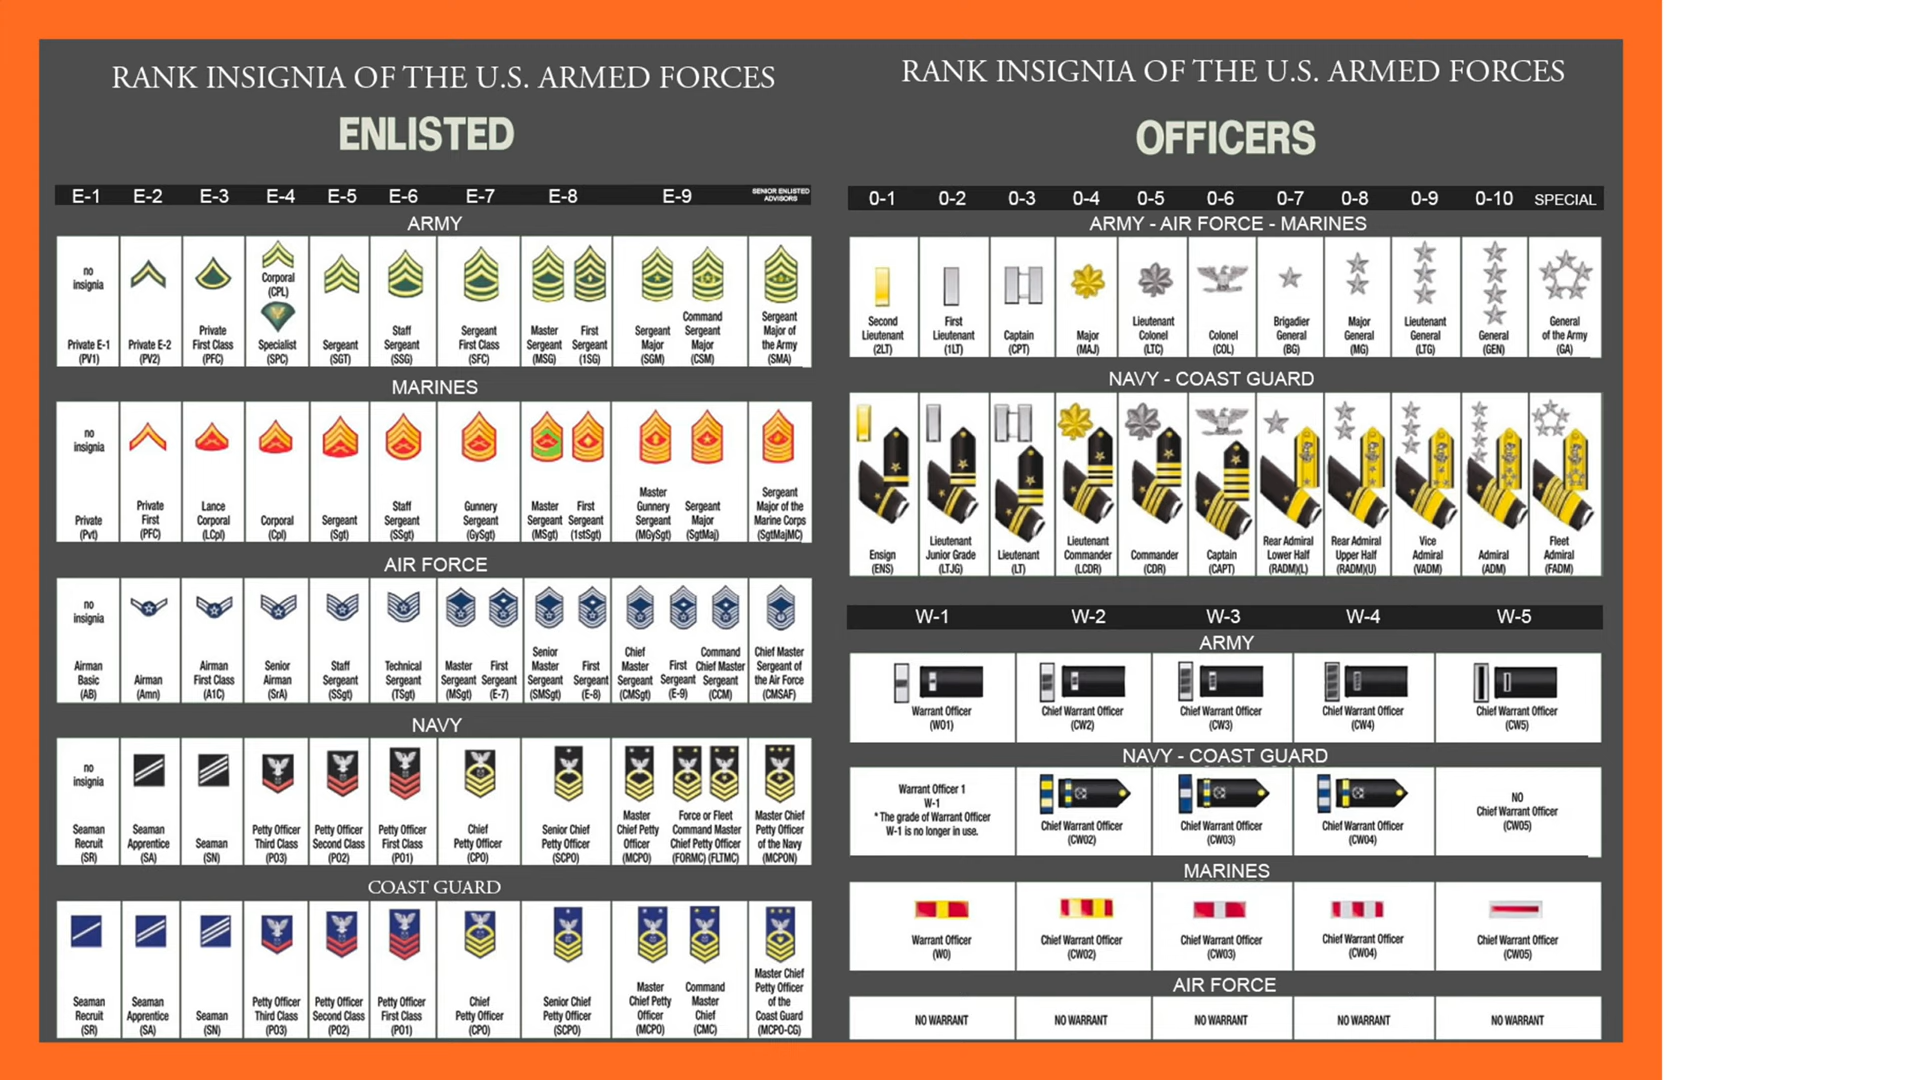 RANK INSIGNIA OF THE U.S. ARMED FORCES
ENLISTED
E-1 E-2 E-3 E-4 E-5 E-6 E-7 E-8 E-9 SENIOR ENLISTED
ADVISORS
ARMY
no
insignia
Private E-1
(PV1)
Private E-2
(PV2)
Private
First Class
(PFC)
Corporal
(CPL)
Specialist
(SPC)
Sergeant
(SGT)
Staff
Sergeant
(SSG)
Sergeant
First Class
(SFC)
Master
Sergeant
(MSG)
First
Sergeant
(1SG)
Sergeant
Major
(SGM)
Command
Sergeant
Major
(CSM)
Sergeant
Major of
the Army
(SMA)
MARINES
no
insignia
Private
(Pvt)
Private
First
(PFC)
Lance
Corporal
(LCpl)
Corporal
(Cpl)
Sergeant
(Sgt)
Staff
Sergeant
(SSgt)
Gunnery
Sergeant
(GySgt)
Master
Sergeant
(MSgt)
First
Sergeant
(1stSgt)
Master
Gunnery
Sergeant
(MGySgt)
Sergeant
Major
(SgtMaj)
Sergeant
Major of the
Marine Corps
(SgtMajMC)
AIR FORCE
no
insignia
Airman
Basic
(AB)
Airman
(Amn)
Airman
First Class
(A1C)
Senior
Airman
(SrA)
Staff
Sergeant
(SSgt)
Technical
Sergeant
(TSgt)
Master
Sergeant
(MSgt)
First
Sergeant
(E-7)
Senior
Master
Sergeant
(SMSgt)
First
Sergeant
(E-8)
Chief
Master
Sergeant
(CMSgt)
First
Sergeant
(E-9)
Command
Chief Master
Sergeant
(CCM)
Chief Master
Sergeant of
the Air Force
(CMSAF)
NAVY
no
insignia
Seaman
Recruit
(SR)
Seaman
Apprentice
(SA)
Seaman
(SN)
Petty Officer
Third Class
(PO3)
Petty Officer
Second Class
(PO2)
Petty Officer
First Class
(PO1)
Chief
Petty Officer
(CPO)
Senior Chief
Petty Officer
(SCPO)
Master
Chief Petty
Officer
(MCPO)
Force or Fleet
Command Master
Chief Petty Officer
(FORMC) (FLTMC)
Master Chief
Petty Officer
of the Navy
(MCPON)
COAST GUARD
Seaman
Recruit
(SR)
Seaman
Apprentice
(SA)
Seaman
(SN)
Petty Officer
Third Class
(PO3)
Petty Officer
Second Class
(PO2)
Petty Officer
First Class
(PO1)
Chief
Petty Officer
(CPO)
Senior Chief
Petty Officer
(SCPO)
Master
Chief Petty
Officer
(MCPO)
Command
Master
Chief
(CMC)
Master Chief
Petty Officer
of the
Coast Guard
(MCPO-CG)
RANK INSIGNIA OF THE U.S. ARMED FORCES
OFFICERS
0-1 0-2 0-3 0-4 0-5 0-6 0-7 0-8 0-9 0-10 SPECIAL
ARMY - AIR FORCE - MARINES
Second
Lieutenant
(2LT)
First
Lieutenant
(1LT)
Captain
(CPT)
Major
(MAJ)
Lieutenant
Colonel
(LTC)
Colonel
(COL)
Brigadier
General
(BG)
Major
General
(MG)
Lieutenant
General
(LTG)
General
(GEN)
General
of the Army
(GA)
NAVY - COAST GUARD
Ensign
(ENS)
Lieutenant
Junior Grade
(LTJG)
Lieutenant
(LT)
Lieutenant
Commander
(LCDR)
Commander
(CDR)
Captain
(CAPT)
Rear Admiral
Lower Half
(RADM)(L)
Rear Admiral
Upper Half
(RADM)(U)
Vice
Admiral
(VADM)
Admiral
(ADM)
Fleet
Admiral
(FADM)
W-1 W-2 W-3 W-4 W-5
ARMY
Warrant Officer
(WO1)
Chief Warrant Officer
(CW2)
Chief Warrant Officer
(CW3)
Chief Warrant Officer
(CW4)
Chief Warrant Officer
(CW5)
NAVY - COAST GUARD
Warrant Officer 1
W-1
* The grade of Warrant Officer
W-1 is no longer in use.
Chief Warrant Officer
(CWO2)
Chief Warrant Officer
(CWO3)
Chief Warrant Officer
(CWO4)
NO
Chief Warrant Officer
(CWO5)
MARINES
Warrant Officer
(WO)
Chief Warrant Officer
(CWO2)
Chief Warrant Officer
(CWO3)
Chief Warrant Officer
(CWO4)
Chief Warrant Officer
(CWO5)
AIR FORCE
NO WARRANT
NO WARRANT
NO WARRANT
NO WARRANT
NO WARRANT